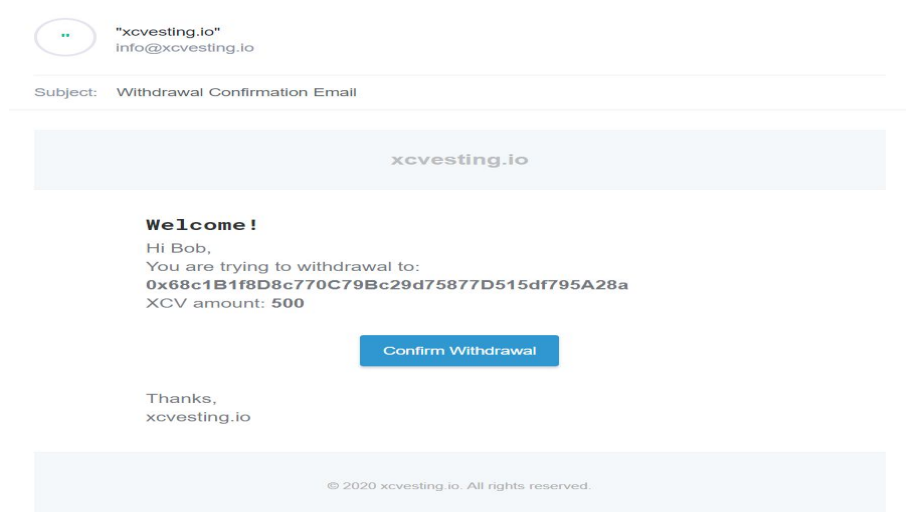 "xcvesting.io"
info@xcvesting.io
Subject: Withdrawal Confirmation Email
xcvesting.io
Welcome!
Hi Bob,
You are trying to withdrawal to:
0x68c1B1f8D8c770C79Bc29d75877D515df795A28a
XCV amount: 500
Confirm Withdrawal
Thanks,
xcvesting.io
© 2020 xcvesting.io. All rights reserved.